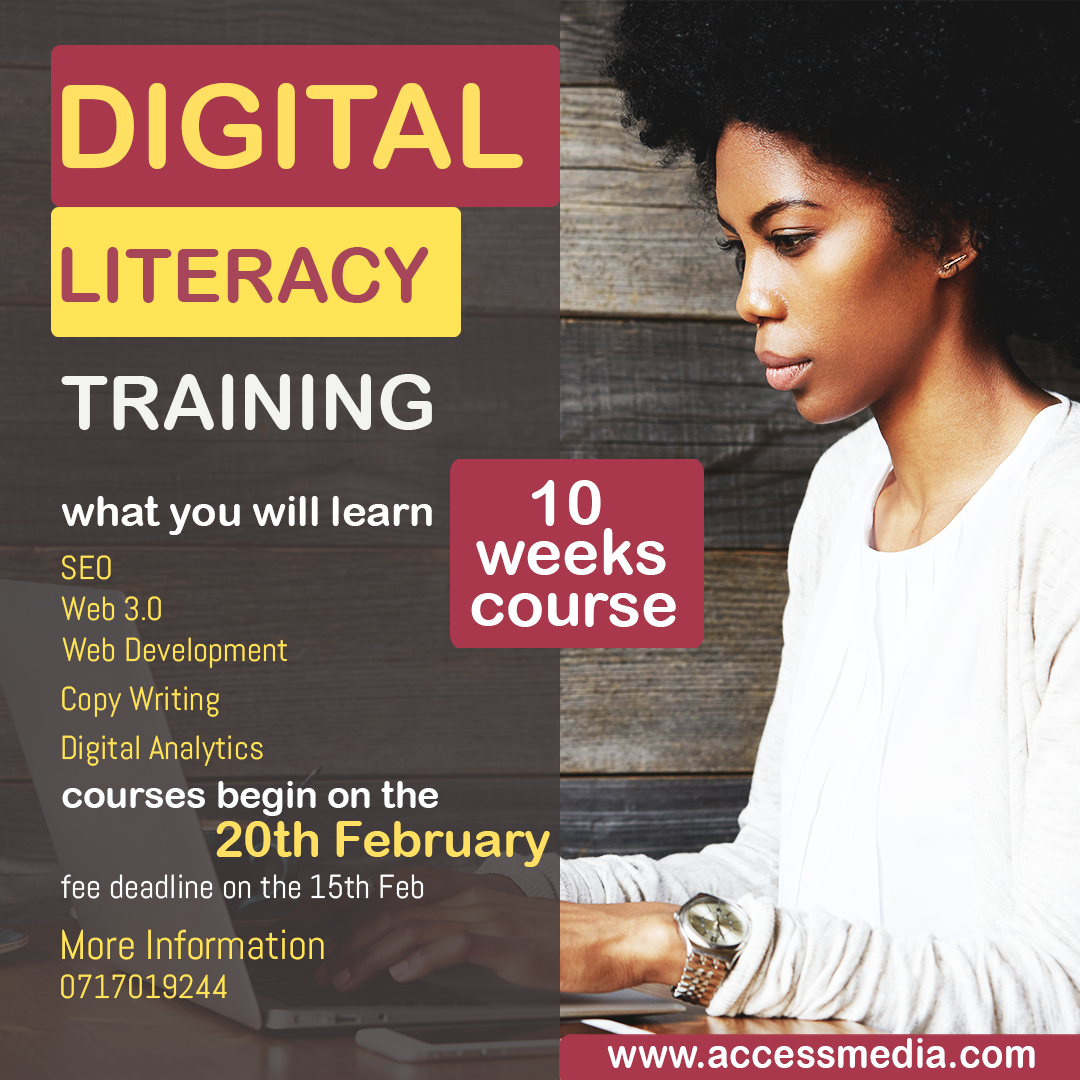 DIGITAL
LITERACY
TRAINING
what you will learn
SEO
Web 3.0
Web Development
Copy Writing
Digital Analytics
10
weeks
course
courses begin on the
20th February
fee deadline on the 15th Feb
More Information
0717019244
www.accessmedia.com